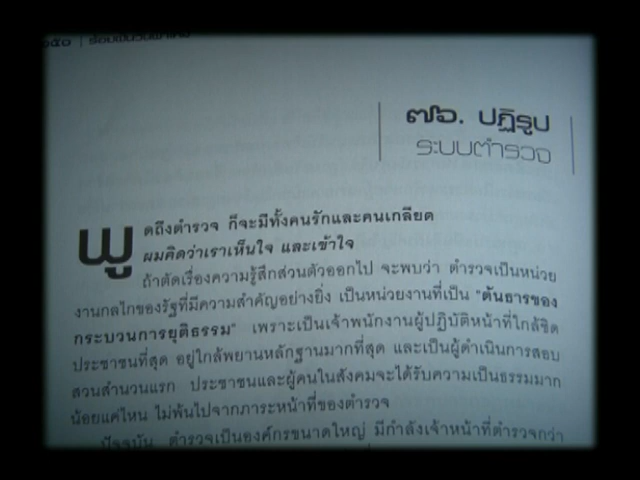 ๗๖. ปฏิรูป
ระบบตำรวจ
พูดถึงตำรวจ ก็จะมีทั้งคนรักและคนเกลียด
ผมคิดว่าเราเห็นใจ และเข้าใจ
ถ้าตัดเรื่องความรู้สึกส่วนตัวออกไป จะพบว่า ตำรวจเป็นหน่วย
งานกลไกของรัฐที่มีความสำคัญอย่างยิ่ง เป็นหน่วยงานที่เป็น "ต้นธารของ
กระบวนการยุติธรรม" เพราะเป็นเจ้าพนักงานผู้ปฏิบัติหน้าที่ใกล้ชิด
ประชาชนที่สุด อยู่ใกล้พยานหลักฐานมากที่สุด และเป็นผู้ดำเนินการสอบ
สวนสำนวนแรก ประชาชนและผู้คนในสังคมจะได้รับความเป็นธรรมมาก
น้อยแค่ไหน ไม่พ้นไปจากภาระหน้าที่ของตำรวจ
ปัจจุบัน ตำรวจเป็นองค์กรขนาดใหญ่ มีกำลังเจ้าหน้าที่ตำรวจกว่า